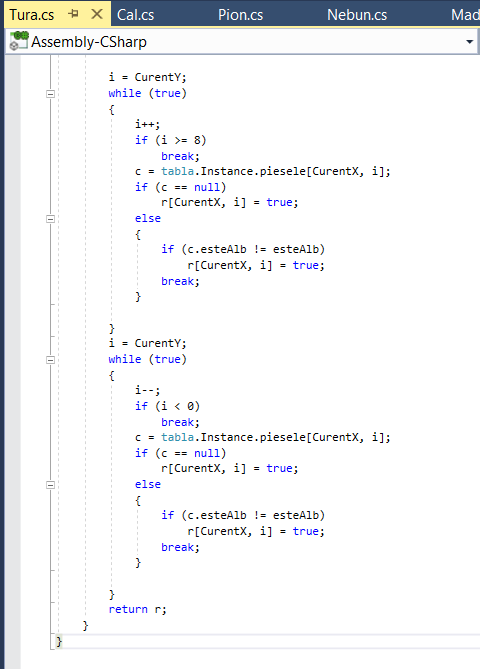 Tura.cs Cal.cs Pion.cs Nebun.cs Mad
Assembly-CSharp
i = CurentY;
while (true)
{
i++;
if (i >= 8)
break;
c = tabla.Instance.piesele[CurentX, i];
if (c == null)
r[CurentX, i] = true;
else
{
if (c.esteAlb != esteAlb)
r[CurentX, i] = true;
break;
}
}
i = CurentY;
while (true)
{
i--;
if (i < 0)
break;
c = tabla.Instance.piesele[CurentX, i];
if (c == null)
r[CurentX, i] = true;
else
{
if (c.esteAlb != esteAlb)
r[CurentX, i] = true;
break;
}
}
return r;
}
}